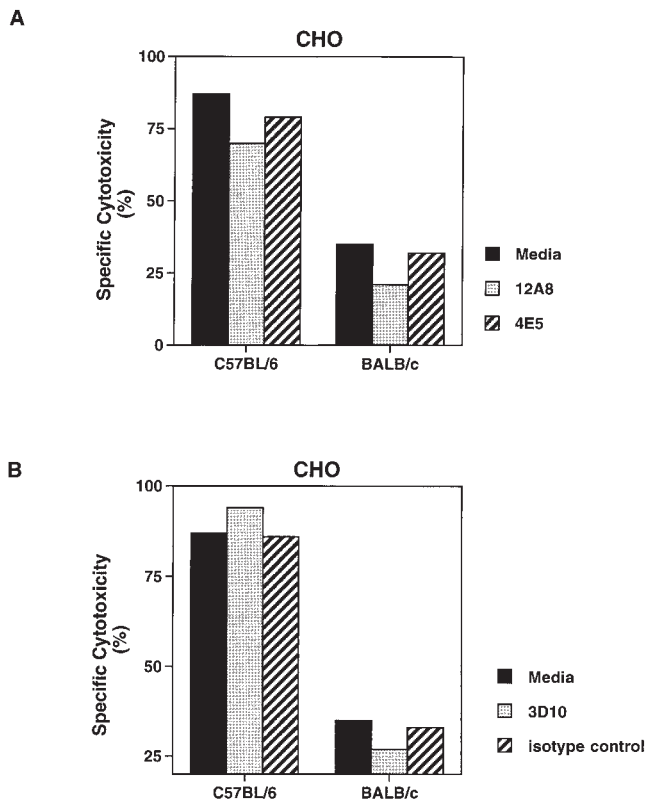 A
CHO
100
75
50
25
0
Specific Cytotoxicity
(%)
C57BL/6
BALB/c
Media
12A8
4E5
B
CHO
100
75
50
25
Specific Cytotoxicity
(%)
C57BL/6
BALB/c
Media
3D10
isotype control